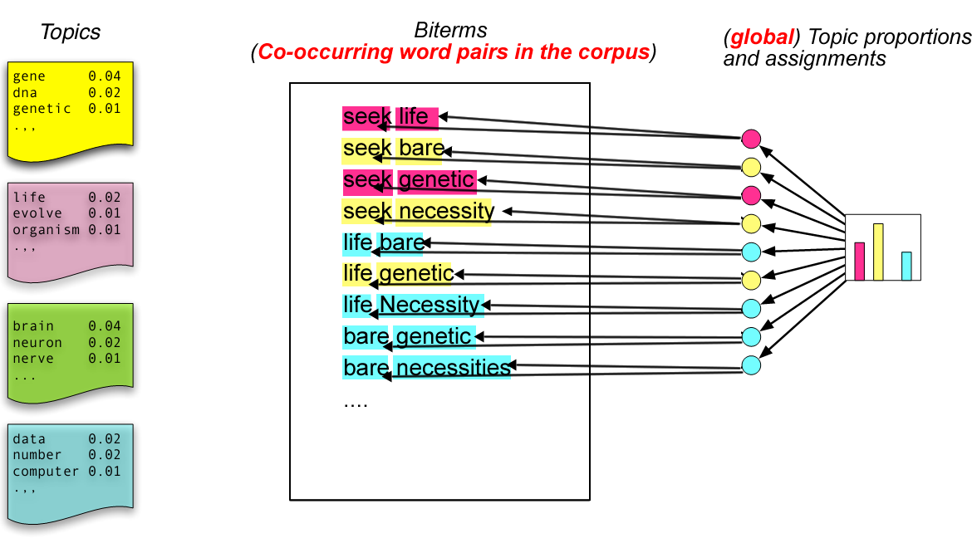 Topics
gene 0.04
dna 0.02
genetic 0.01
...
life 0.02
evolve 0.01
organism 0.01
...
brain 0.04
neuron 0.02
nerve 0.01
...
data 0.02
number 0.02
computer 0.01
...
Biterms
(Co-occurring word pairs in the corpus)
seek life
seek bare
seek genetic
seek necessity
life bare
life genetic
life Necessity
bare genetic
bare necessities
....
(global) Topic proportions
and assignments